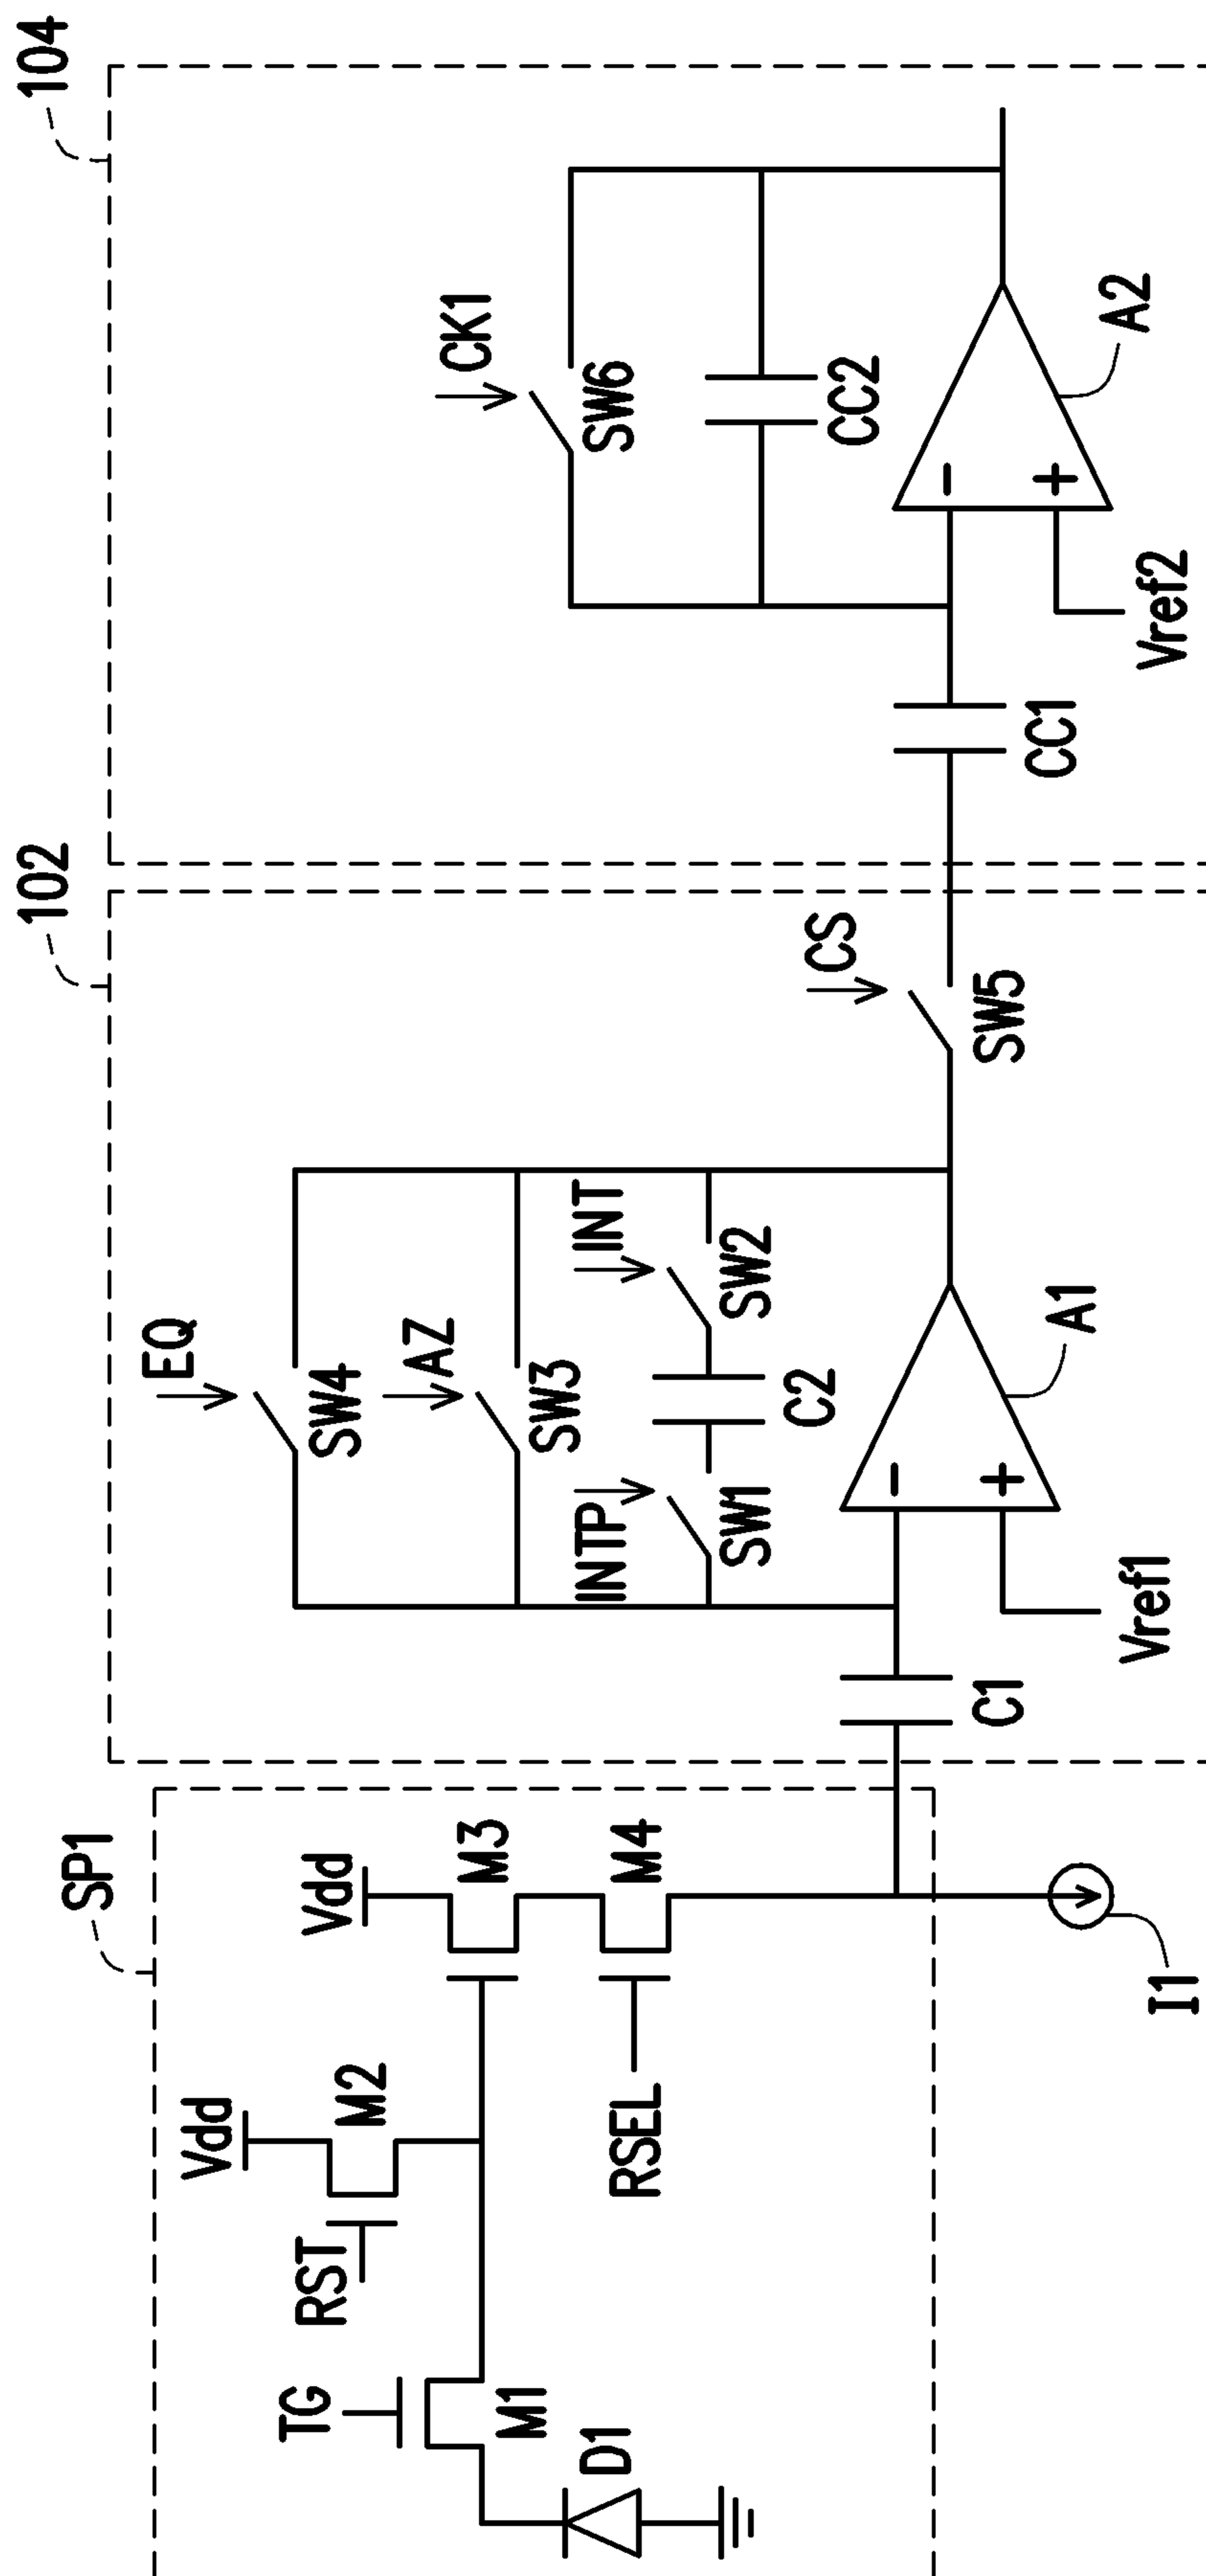 SP1
102
104
Vdd
Vdd
TG
RST
M2
M1
D1
RSEL
M3
M4
I1
EQ
SW4
AZ
SW3
INTP
INT
SW1
C2
SW2
C1
A1
Vref1
CS
SW5
CK1
SW6
CC2
CC1
A2
Vref2
-
+
-
+